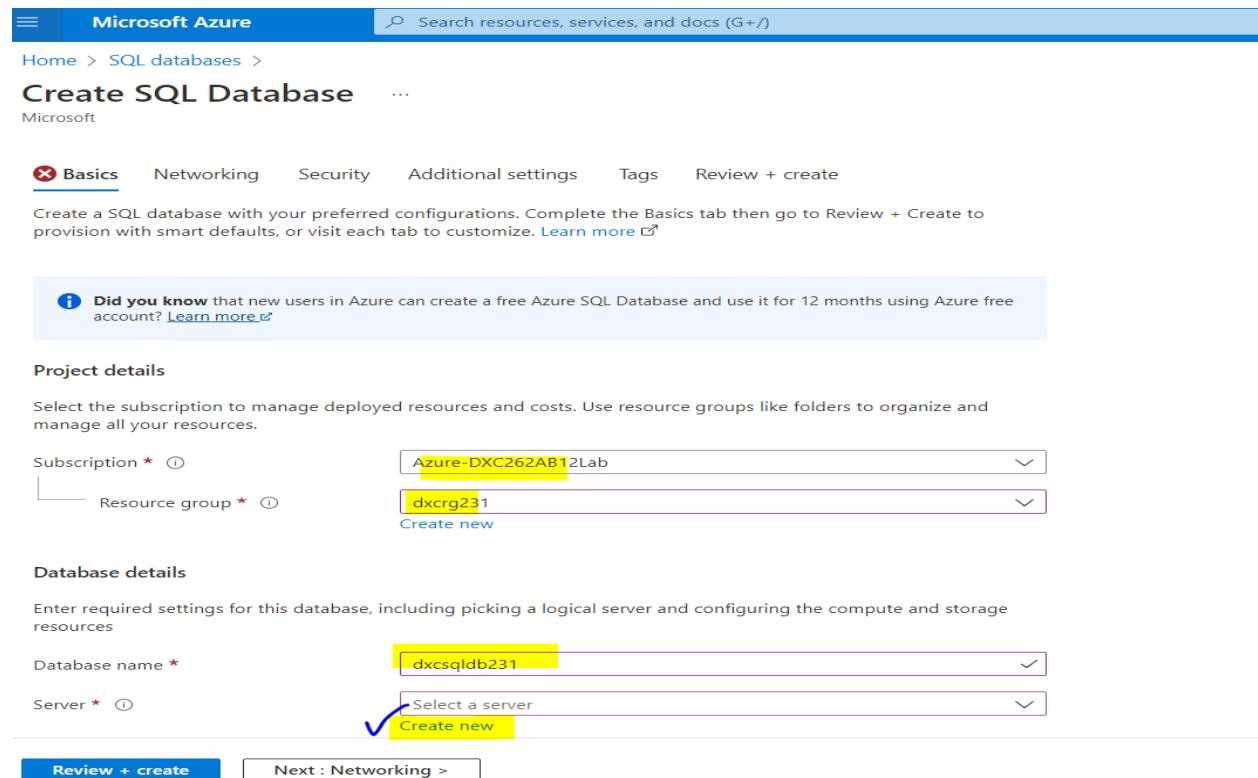 Microsoft Azure
Search resources, services, and docs (G+/)
Home > SQL databases >
Create SQL Database ...
Microsoft
Basics Networking Security Additional settings Tags Review + create
Create a SQL database with your preferred configurations. Complete the Basics tab then go to Review + Create to
provision with smart defaults, or visit each tab to customize. Learn more
Did you know that new users in Azure can create a free Azure SQL Database and use it for 12 months using Azure free
account? Learn more
Project details
Select the subscription to manage deployed resources and costs. Use resource groups like folders to organize and
manage all your resources.
Subscription *
Azure-DXC262AB12Lab
Resource group *
dxcrg231
Create new
Database details
Enter required settings for this database, including picking a logical server and configuring the compute and storage
resources
Database name *
dxcsqldb231
Server *
Select a server
Create new
Review + create
Next : Networking >